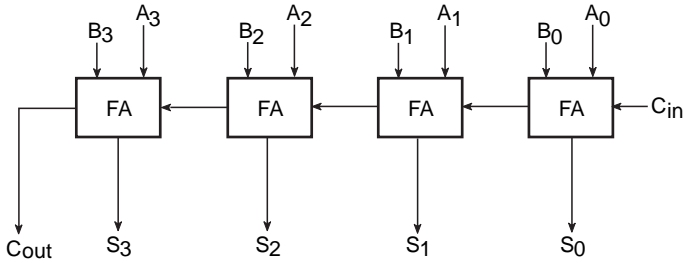 B3 A3 B2 A2 B1 A1 B0 A0
FA FA FA FA Cin
Cout S3 S2 S1 S0